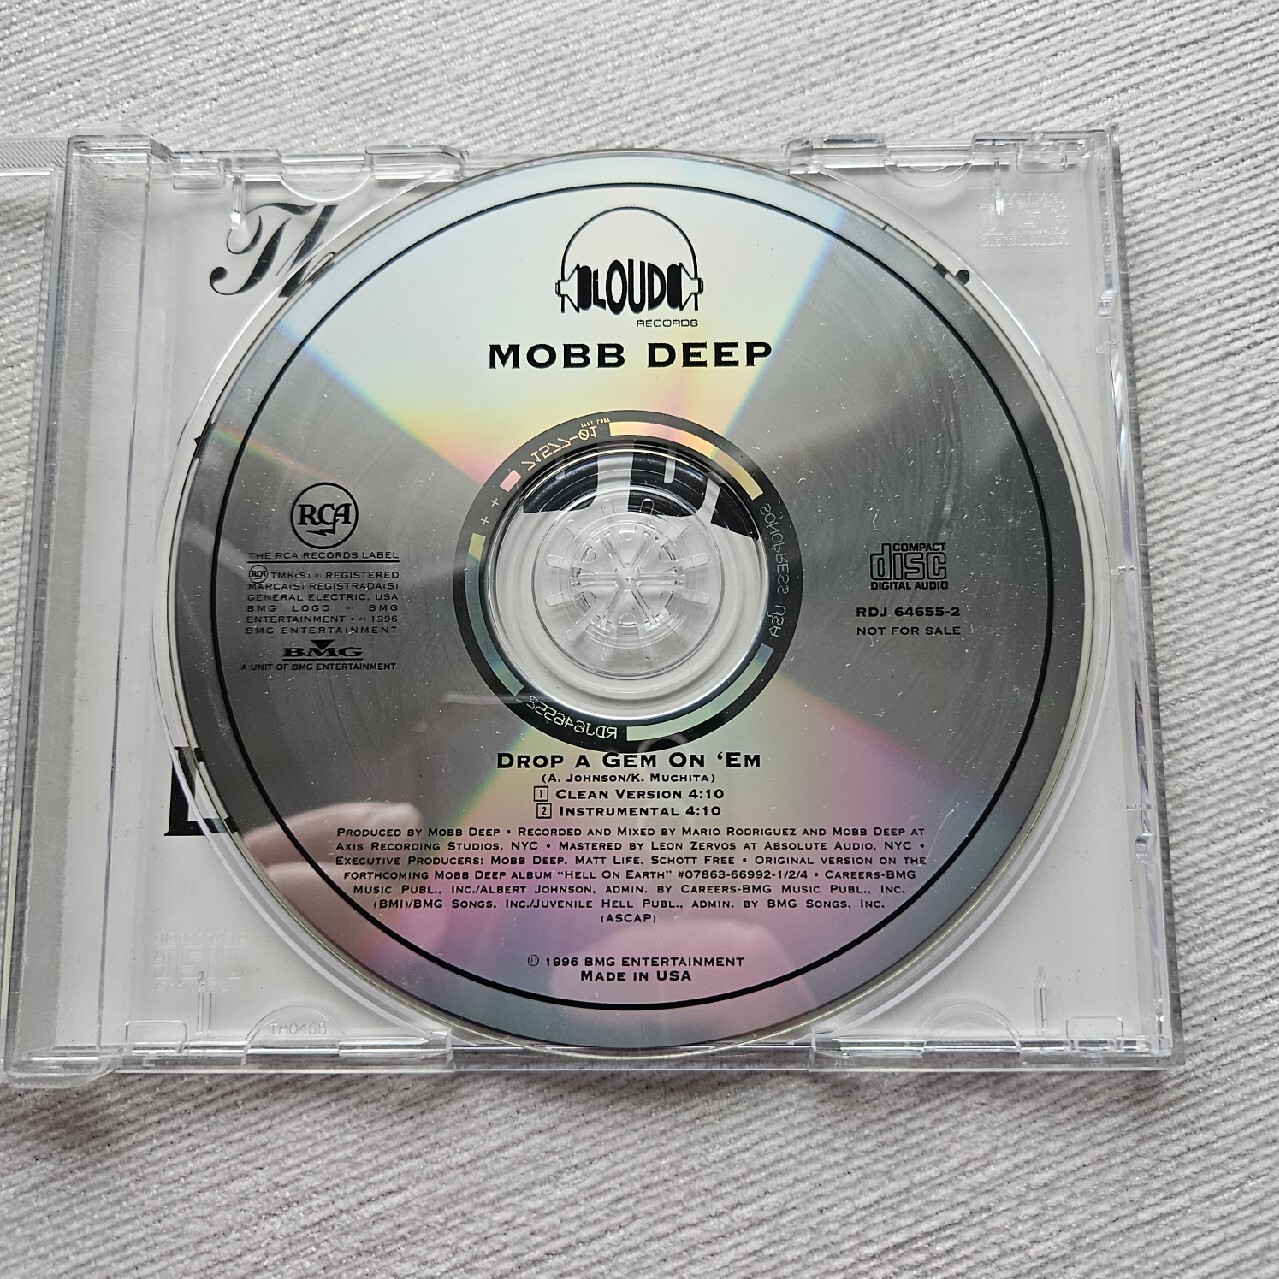 LOUD
RECORDS
MOBB DEEP
71577-01
SONOPRESS USA
RDJ646552
RCA
THE RCA RECORDS LABEL
RCA TMK(S) ® REGISTERED
MARCA(S) REGISTRADA(S)
GENERAL ELECTRIC, USA
BMG LOGO ® BMG
ENTERTAINMENT • ℗ 1996
BMG ENTERTAINMENT
BMG
A UNIT OF BMG ENTERTAINMENT
COMPACT
disc
DIGITAL AUDIO
RDJ 64655-2
NOT FOR SALE
DROP A GEM ON ‘EM
(A. JOHNSON/K. MUCHITA)
1 CLEAN VERSION 4:10
2 INSTRUMENTAL 4:10
PRODUCED BY MOBB DEEP • RECORDED AND MIXED BY MARIO RODRIGUEZ AND MOBB DEEP AT
AXIS RECORDING STUDIOS, NYC • MASTERED BY LEON ZERVOS AT ABSOLUTE AUDIO, NYC •
EXECUTIVE PRODUCERS: MOBB DEEP, MATT LIFE, SCHOTT FREE • ORIGINAL VERSION ON THE
FORTHCOMING MOBB DEEP ALBUM "HELL ON EARTH" #07863-66992-1/2/4 • CAREERS-BMG
MUSIC PUBL., INC./ALBERT JOHNSON, ADMIN. BY CAREERS-BMG MUSIC PUBL., INC.
(BMI)/BMG SONGS, INC./JUVENILE HELL PUBL., ADMIN. BY BMG SONGS, INC.
(ASCAP)
℗ 1996 BMG ENTERTAINMENT
MADE IN USA